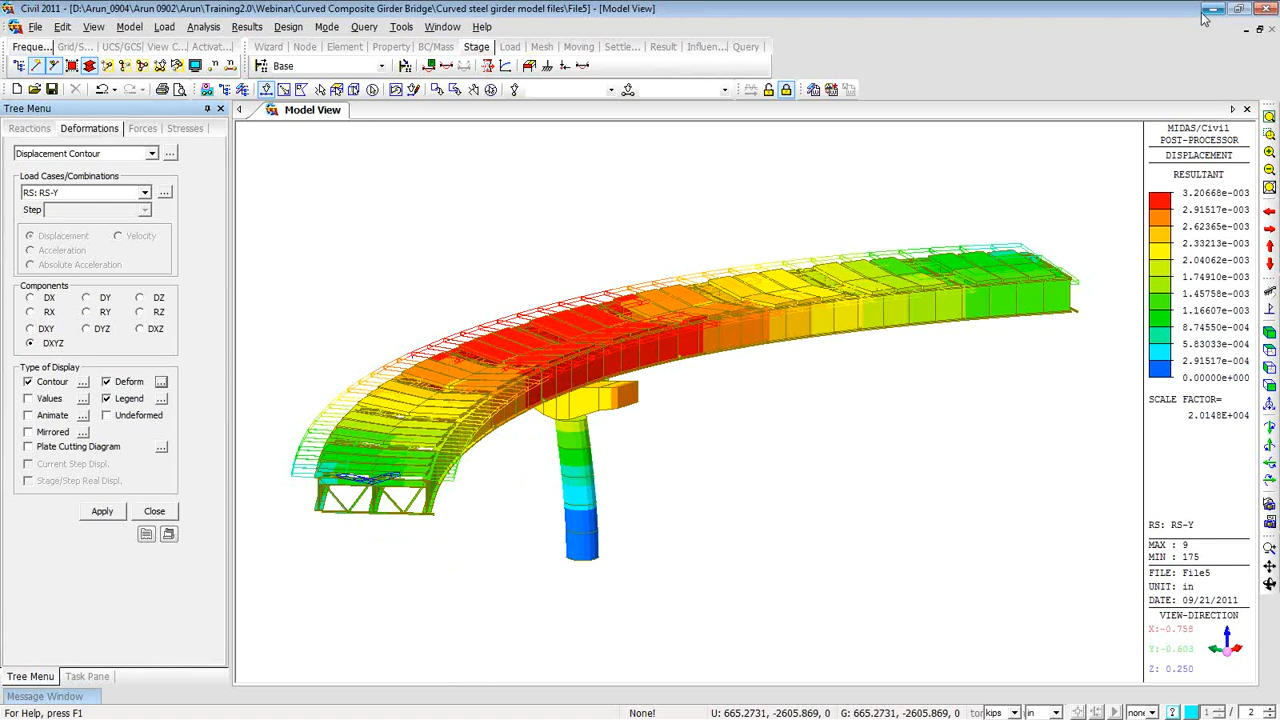 Civil 2011 - [D:\Arun_0904\Arun 0902\Arun\Training2.0\Webinar\Curved Composite Girder Bridge\Curved steel girder model files\File5] - [Model View]
File Edit View Model Load Analysis Results Design Mode Query Tools Window Help
Freque... Grid/S... UCS/GCS View C... Activat... Wizard Node Element Property BC/Mass Stage Load Mesh Moving Settle... Result Influen... Query
Base
Tree Menu
Model View
Reactions Deformations Forces Stresses
Displacement Contour
Load Cases/Combinations
RS: RS-Y
Step
Displacement Velocity
Acceleration
Absolute Acceleration
Components
DX DY DZ
RX RY RZ
DXY DYZ DXZ
DXYZ
Type of Display
Contour ... Deform ...
Values ... Legend ...
Animate ... Undeformed
Mirrored ...
Plate Cutting Diagram ...
Current Step Displ.
Stage/Step Real Displ.
Apply Close
MIDAS/Civil
POST-PROCESSOR
DISPLACEMENT
RESULTANT
3.20668e-003
2.91517e-003
2.62365e-003
2.33213e-003
2.04062e-003
1.74910e-003
1.45758e-003
1.16607e-003
8.74550e-004
5.83033e-004
2.91517e-004
0.00000e+000
SCALE FACTOR=
2.0148E+004
RS: RS-Y
MAX : 9
MIN : 175
FILE: File5
UNIT: in
DATE: 09/21/2011
VIEW-DIRECTION
X:-0.758
Y:-0.603
Z: 0.250
Tree Menu Task Pane
Message Window
For Help, press F1 None! U: 665.2731, -2605.869, 0 G: 665.2731, -2605.869, 0 kips in none 1 / 2